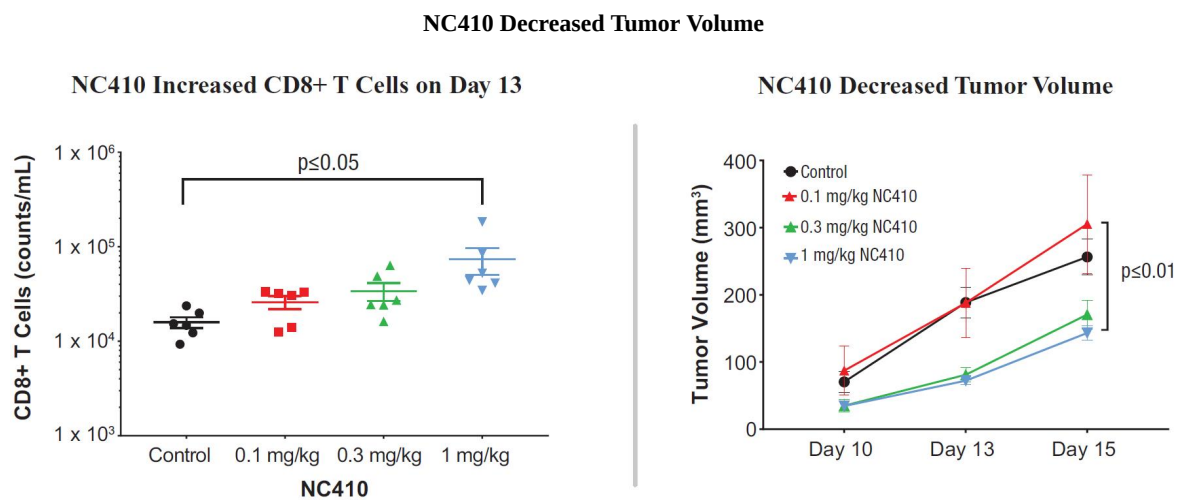 NC410 Decreased Tumor Volume
NC410 Increased CD8+ T Cells on Day 13
CD8+ T Cells (counts/mL)
1 x 10⁶
1 x 10⁵
1 x 10⁴
1 x 10³
p≤0.05
Control
0.1 mg/kg
0.3 mg/kg
1 mg/kg
NC410
NC410 Decreased Tumor Volume
Tumor Volume (mm³)
400
300
200
100
0
Control
0.1 mg/kg NC410
0.3 mg/kg NC410
1 mg/kg NC410
p≤0.01
Day 10
Day 13
Day 15